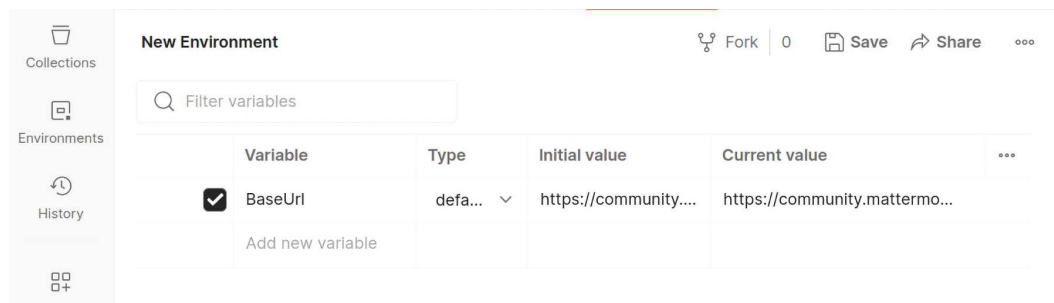 Collections
Environments
History
New Environment
Fork 0 Save Share
Filter variables
Variable Type Initial value Current value
BaseUrl defa... https://community.... https://community.mattermo...
Add new variable